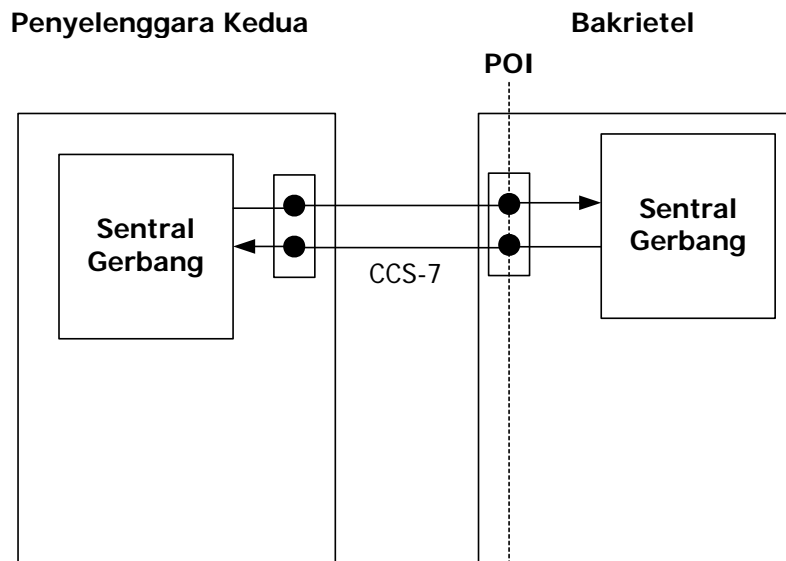 Penyelenggara Kedua
Bakrietel
POI
Sentral
Gerbang
Sentral
Gerbang
CCS-7